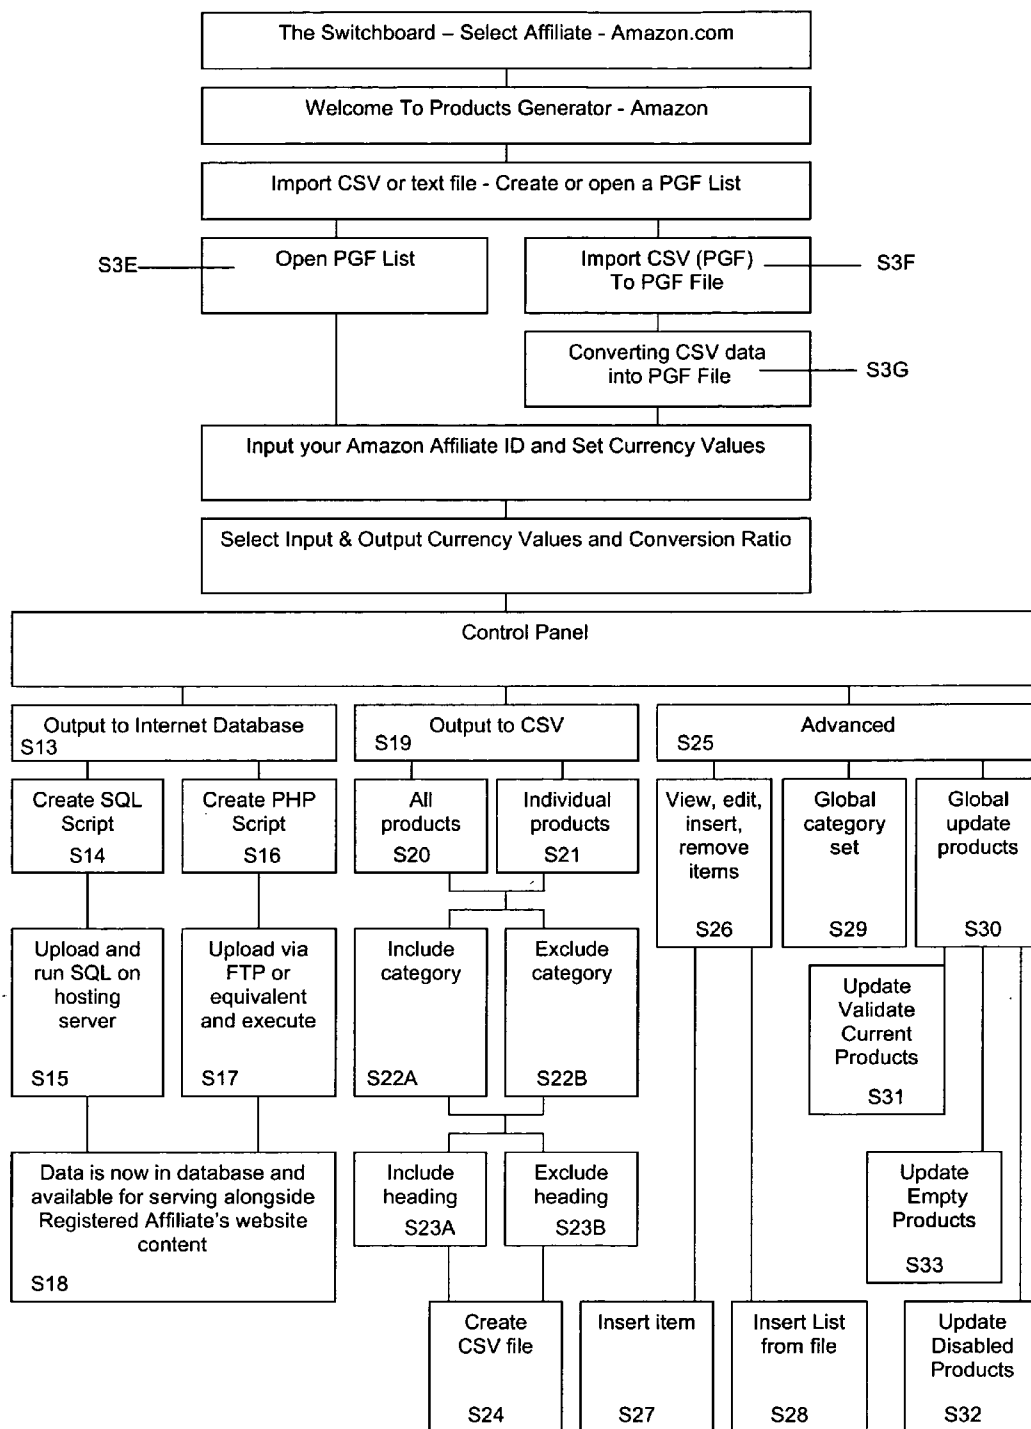 The Switchboard – Select Affiliate - Amazon.com
Welcome To Products Generator - Amazon
Import CSV or text file - Create or open a PGF List
S3E
Open PGF List
Import CSV (PGF)
To PGF File
S3F
Converting CSV data
into PGF File
S3G
Input your Amazon Affiliate ID and Set Currency Values
Select Input & Output Currency Values and Conversion Ratio
Control Panel
Output to Internet Database
S13
Output to CSV
S19
Advanced
S25
Create SQL
Script
S14
Create PHP
Script
S16
All
products
S20
Individual
products
S21
View, edit,
insert,
remove
items
S26
Global
category
set
S29
Global
update
products
S30
Upload and
run SQL on
hosting
server
S15
Upload via
FTP or
equivalent
and execute
S17
Include
category
S22A
Exclude
category
S22B
Update
Validate
Current
Products
S31
Data is now in database and
available for serving alongside
Registered Affiliate's website
content
S18
Include
heading
S23A
Exclude
heading
S23B
Update
Empty
Products
S33
Create
CSV file
S24
Insert item
S27
Insert List
from file
S28
Update
Disabled
Products
S32